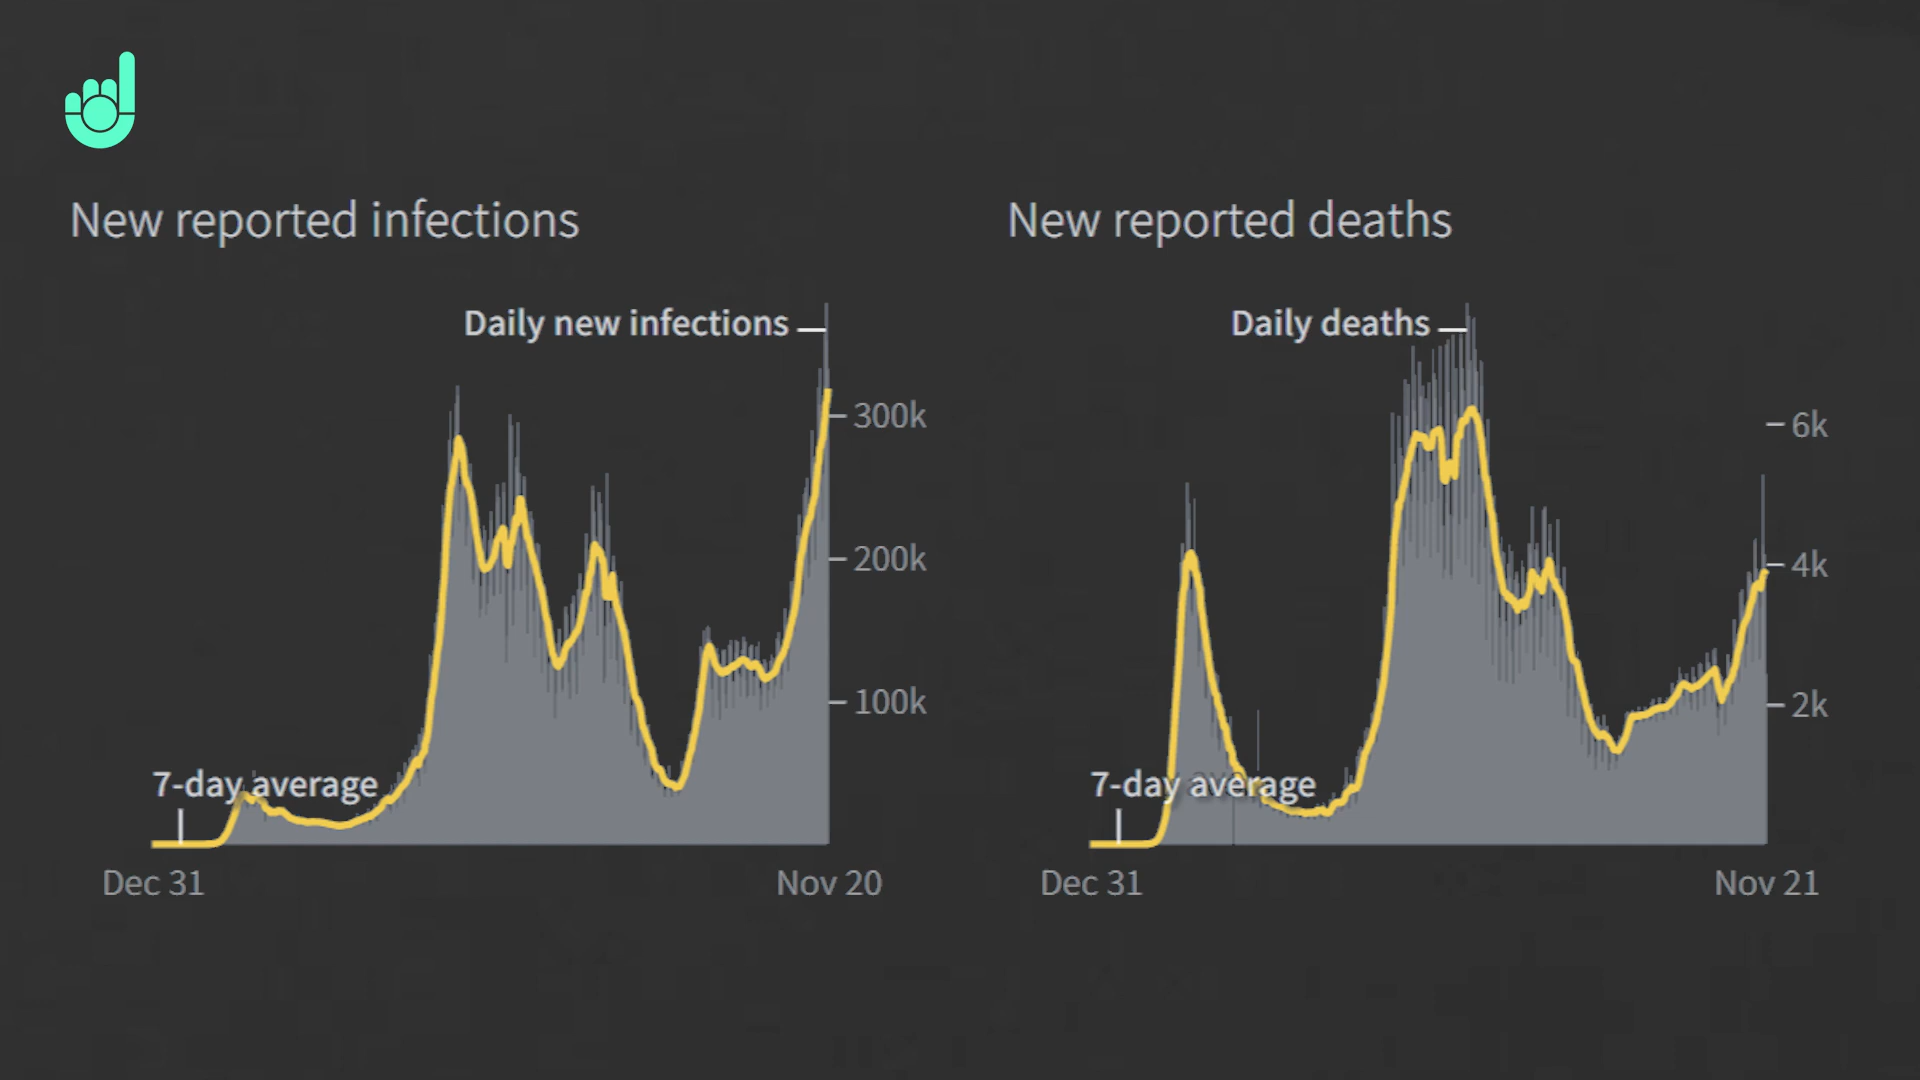 New reported infections
Daily new infections
300k
200k
100k
7-day average
Dec 31
Nov 20
New reported deaths
Daily deaths
6k
4k
2k
7-day average
Dec 31
Nov 21